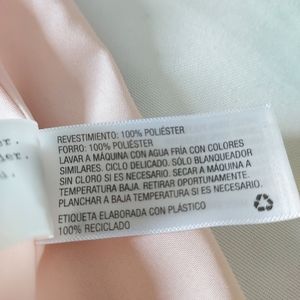 REVESTIMIENTO: 100% POLIÉSTER
FORRO: 100% POLIÉSTER
LAVAR A MÁQUINA CON AGUA FRÍA CON COLORES
SIMILARES. CICLO DELICADO. SÓLO BLANQUEADOR
SIN CLORO SI ES NECESARIO. SECAR A MÁQUINA A
TEMPERATURA BAJA. RETIRAR OPORTUNAMENTE.
PLANCHAR A BAJA TEMPERATURA SI ES NECESARIO.
ETIQUETA ELABORADA CON PLÁSTICO
100% RECICLADO